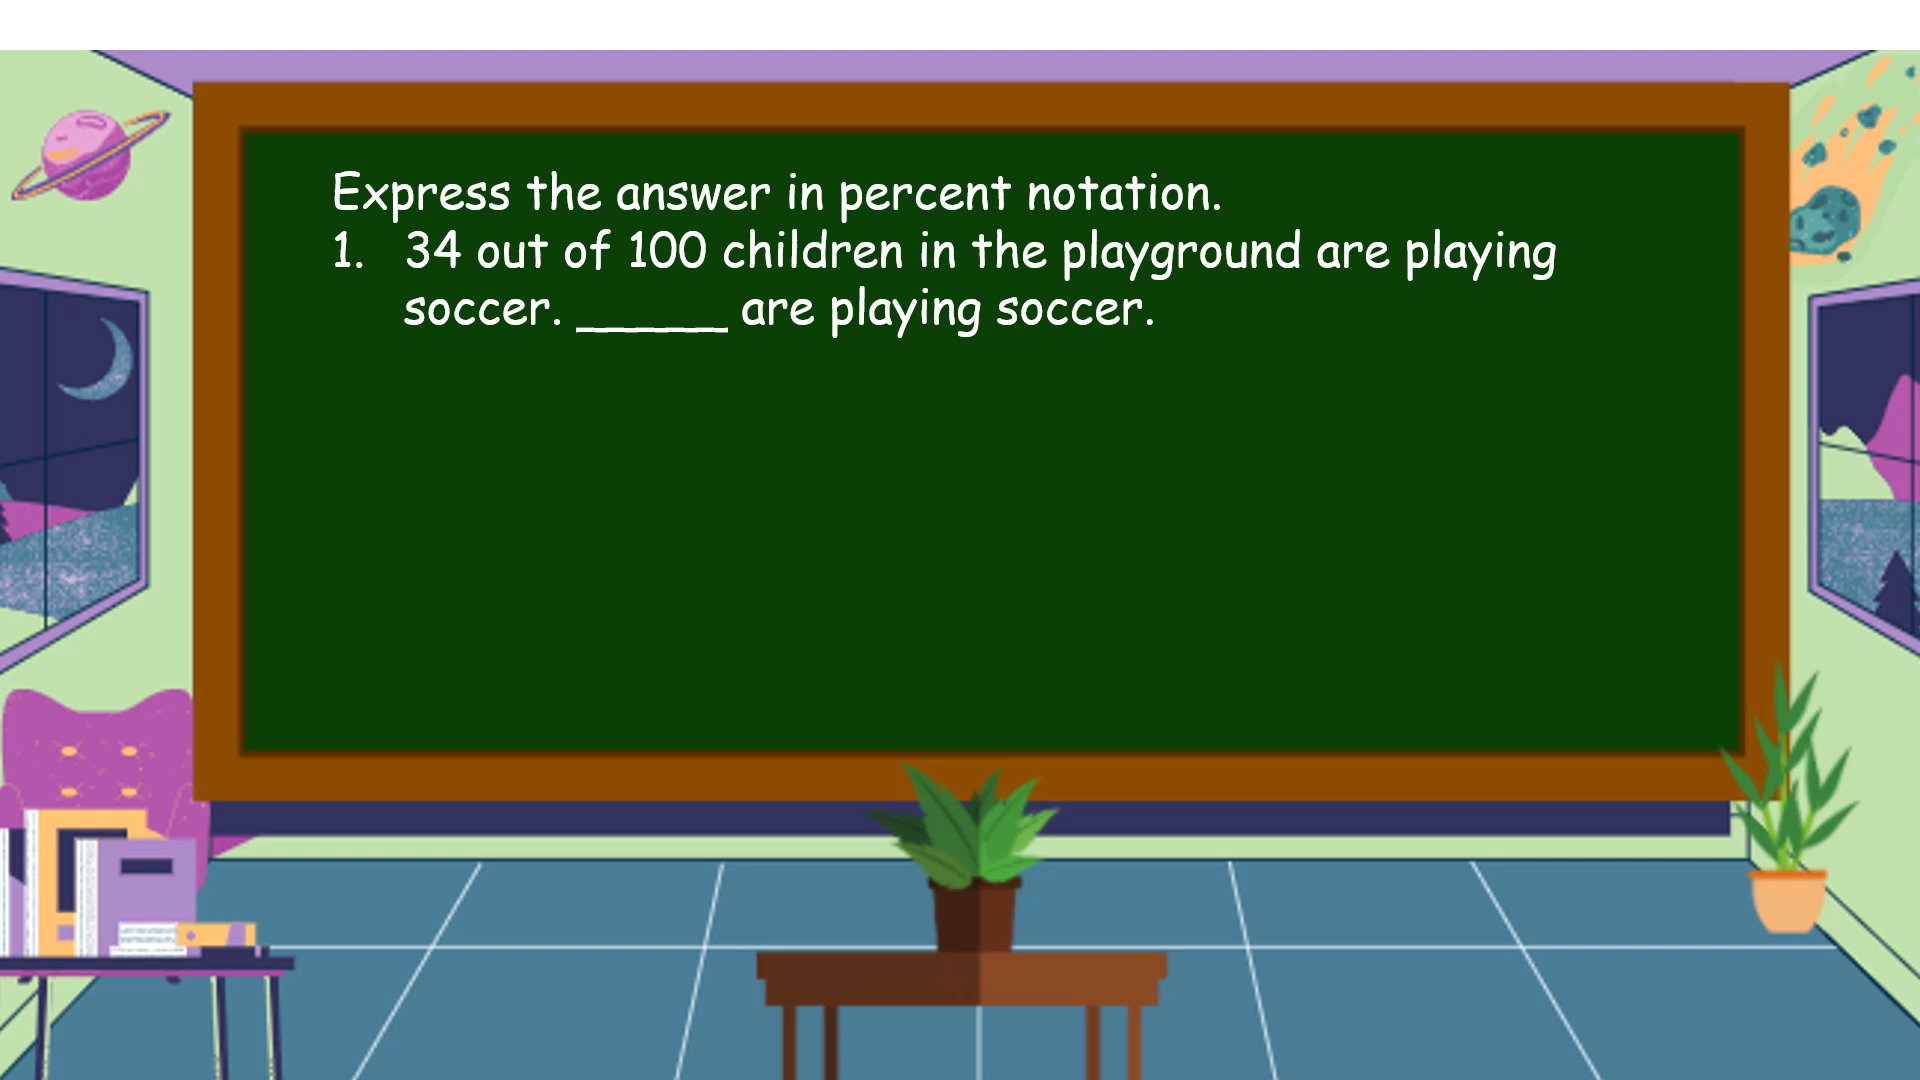 Express the answer in percent notation.
1. 34 out of 100 children in the playground are playing
soccer. ______ are playing soccer.